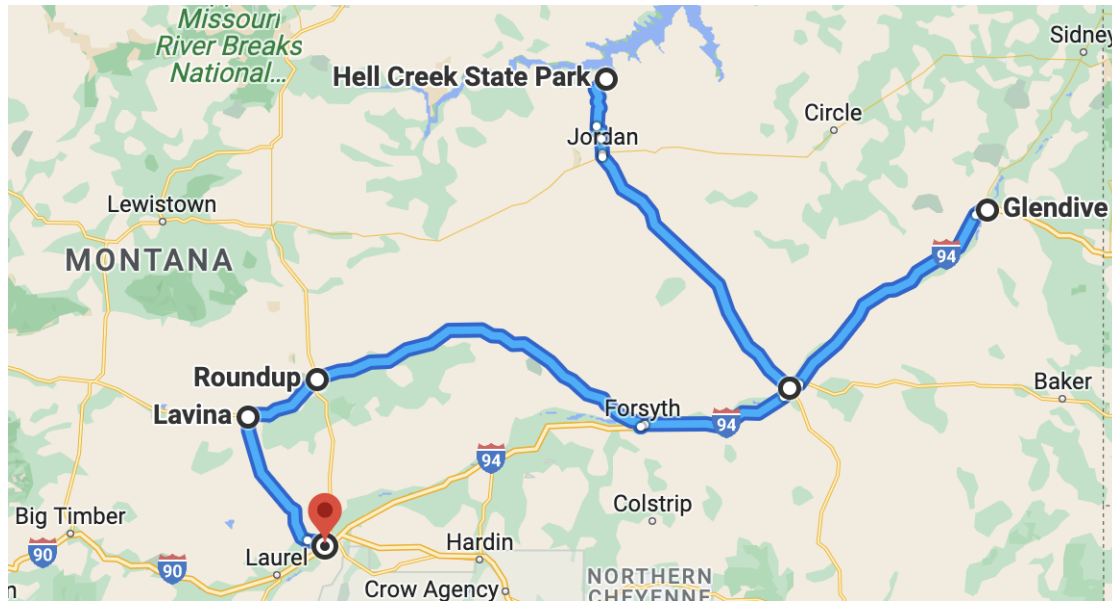 Missouri
River Breaks
National...
Sidney
Hell Creek State Park
Circle
Jordan
Lewistown
Glendive
MONTANA
94
Roundup
Baker
Lavina
Forsyth
94
94
Colstrip
Big Timber
Hardin
90
Laurel
90
NORTHERN
CHEYENNE
Crow Agency